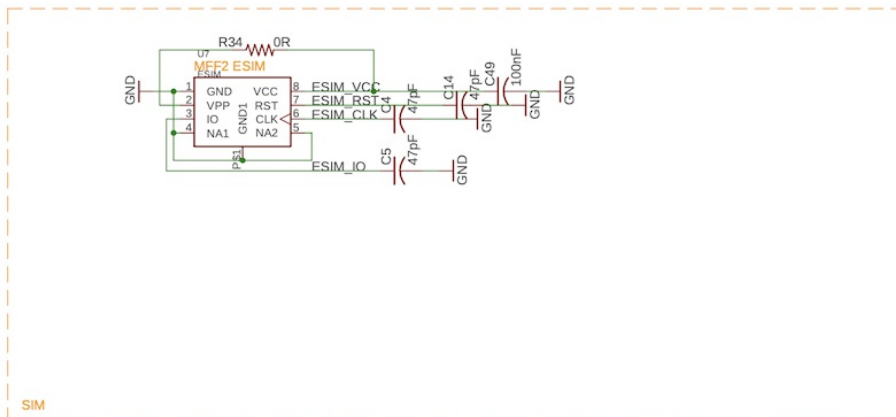 R34 0R
U7
MFF2 ESIM
ESIM
GND
1 GND VCC 8 ESIM_VCC
2 VPP RST 7 ESIM_RST
3 IO CLK 6 ESIM_CLK
4 NA1 NA2 5
GND1
C4
47pF
C14
47pF
C49
100nF
GND
GND
GND
ESIM_IO
C5
47pF
GND
SIM